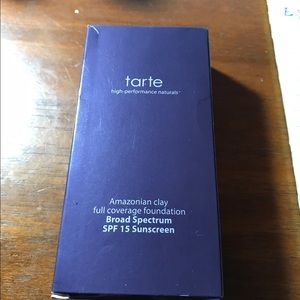 tarte
high-performance naturals™
Amazonian clay
full coverage foundation
Broad Spectrum
SPF 15 Sunscreen